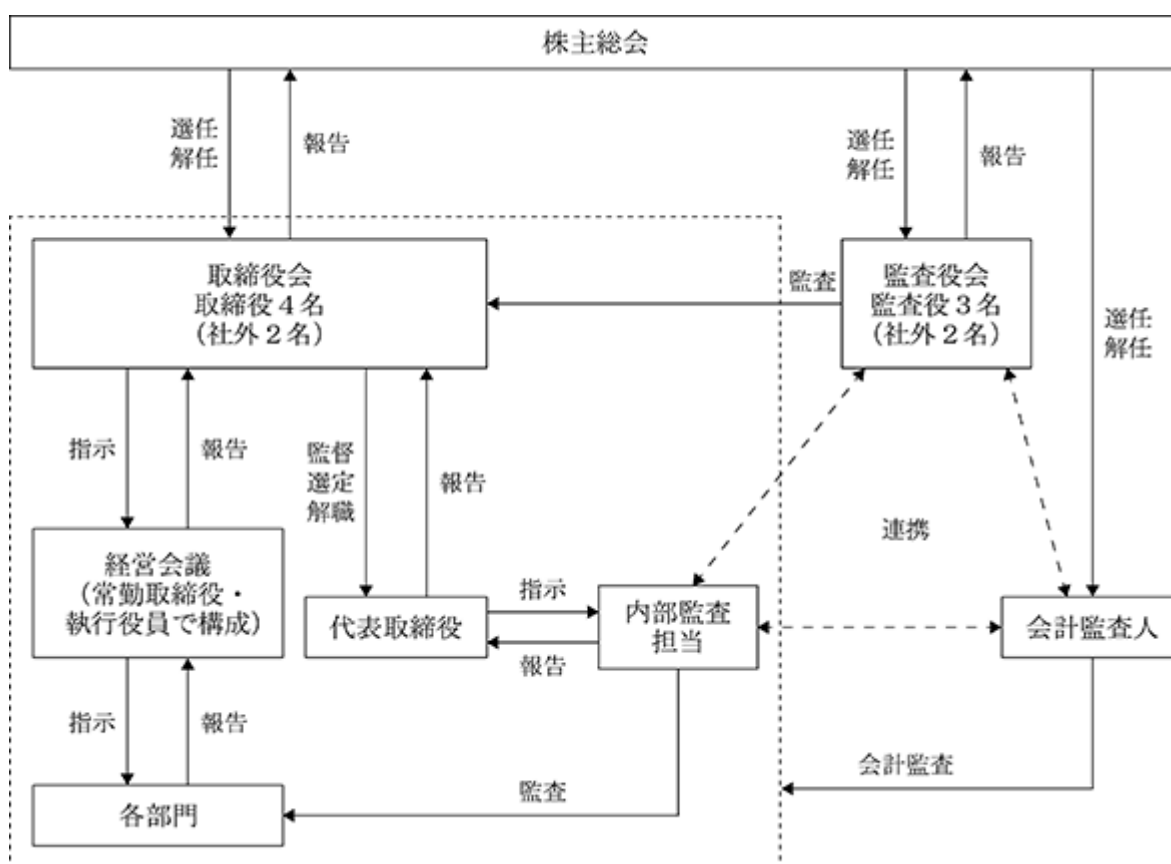 株主総会
選任
解任
報告
選任
解任
報告
選任
解任
取締役会
取締役4名
(社外2名)
監査
監査役会
監査役3名
(社外2名)
指示
報告
監督
選定
解職
報告
連携
経営会議
(常勤取締役・
執行役員で構成)
代表取締役
指示
報告
内部監査
担当
会計監査人
指示
報告
会計監査
監査
各部門